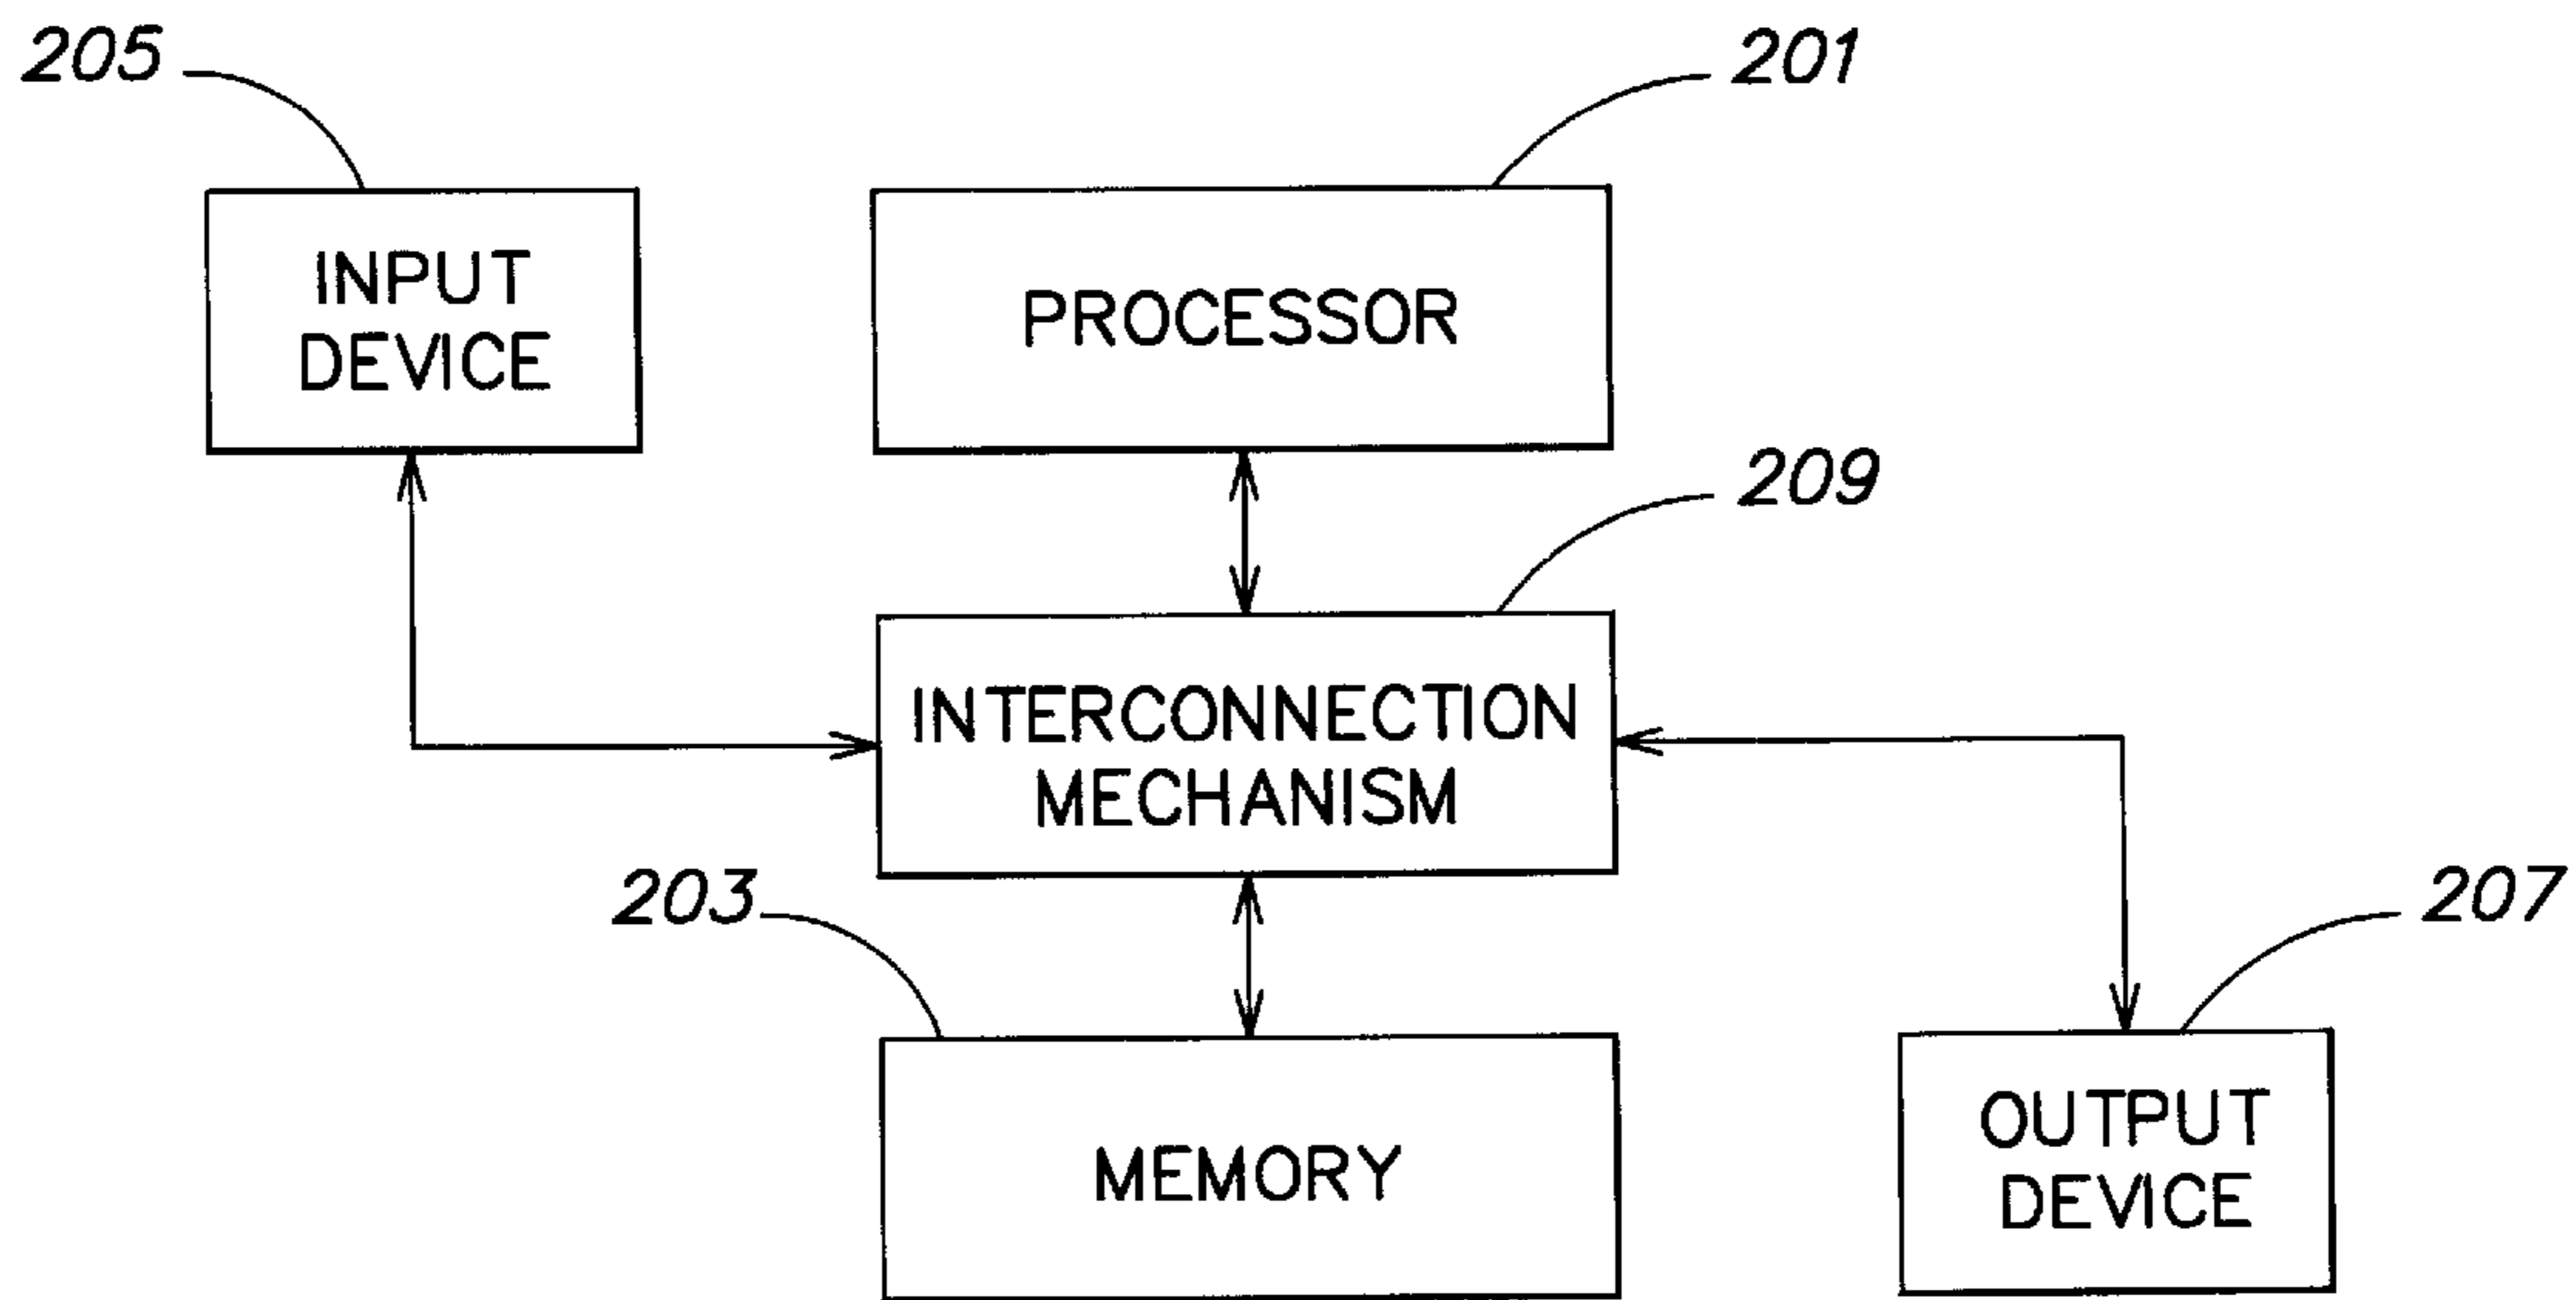 205
201
INPUT
DEVICE
PROCESSOR
209
INTERCONNECTION
MECHANISM
203
207
MEMORY
OUTPUT
DEVICE